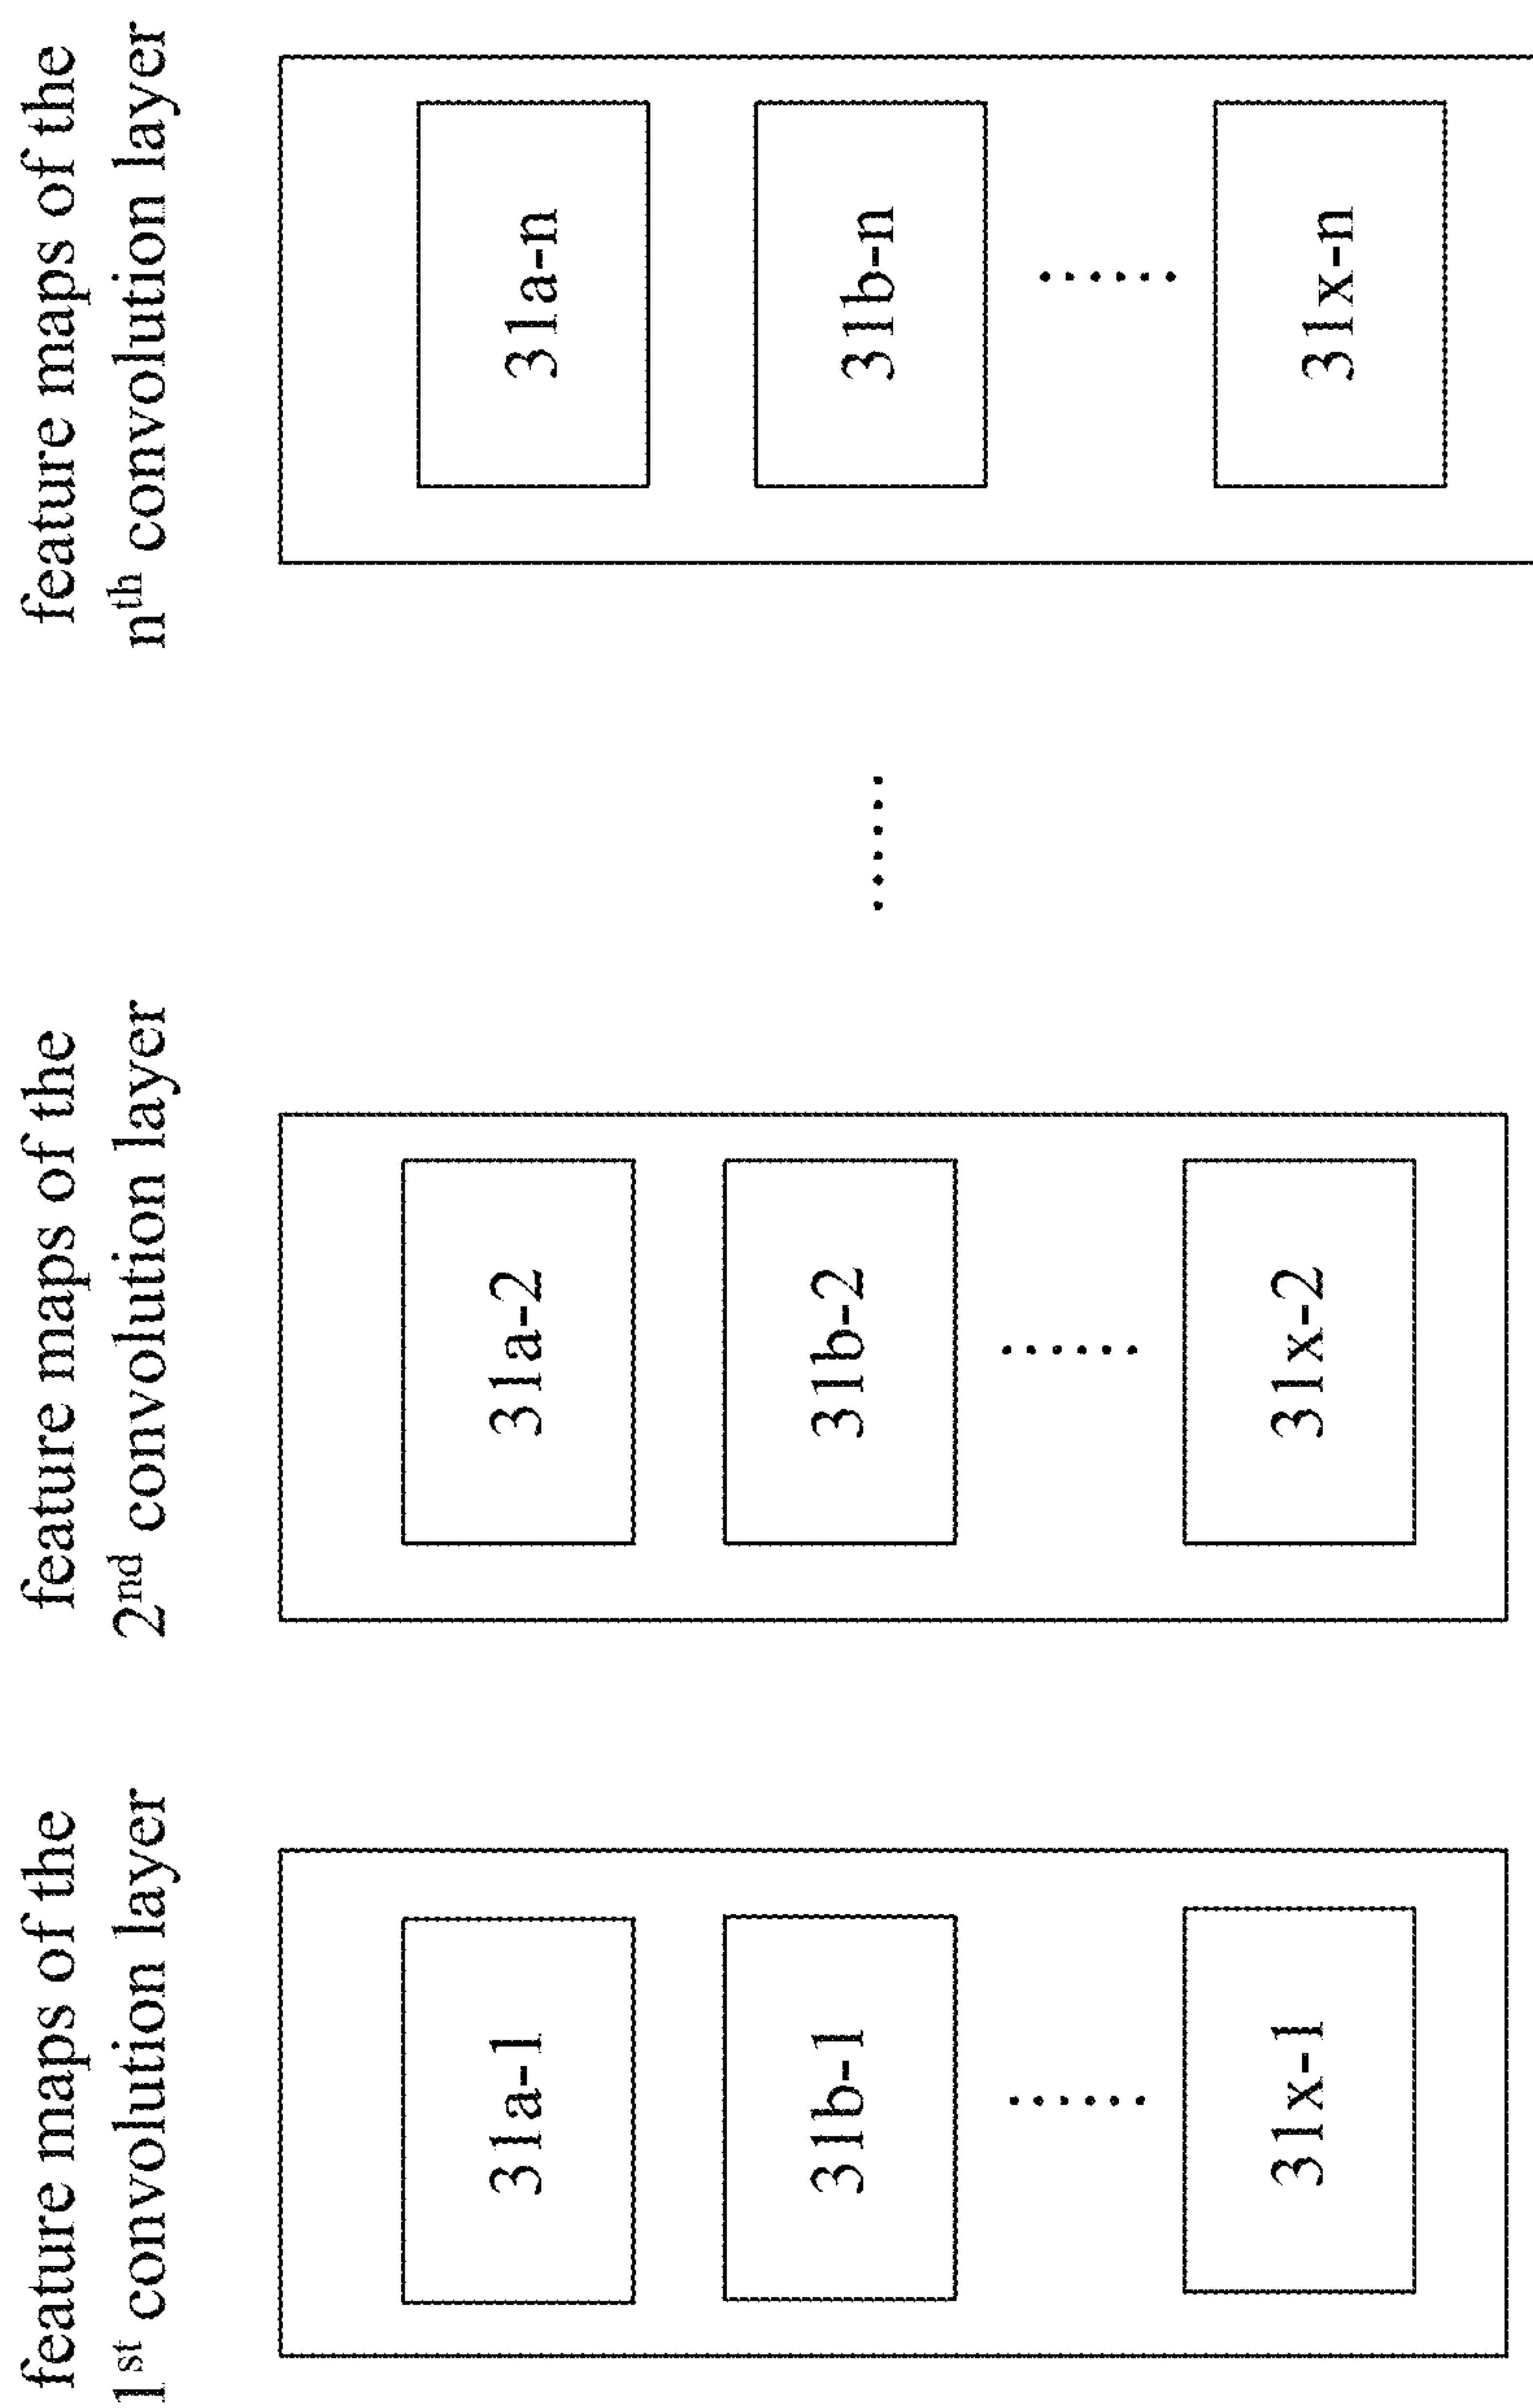 feature maps of the
1st convolution layer
31a-1
31b-1
......
31x-1
feature maps of the
2nd convolution layer
31a-2
31b-2
......
31x-2
......
feature maps of the
nth convolution layer
31a-n
31b-n
......
31x-n